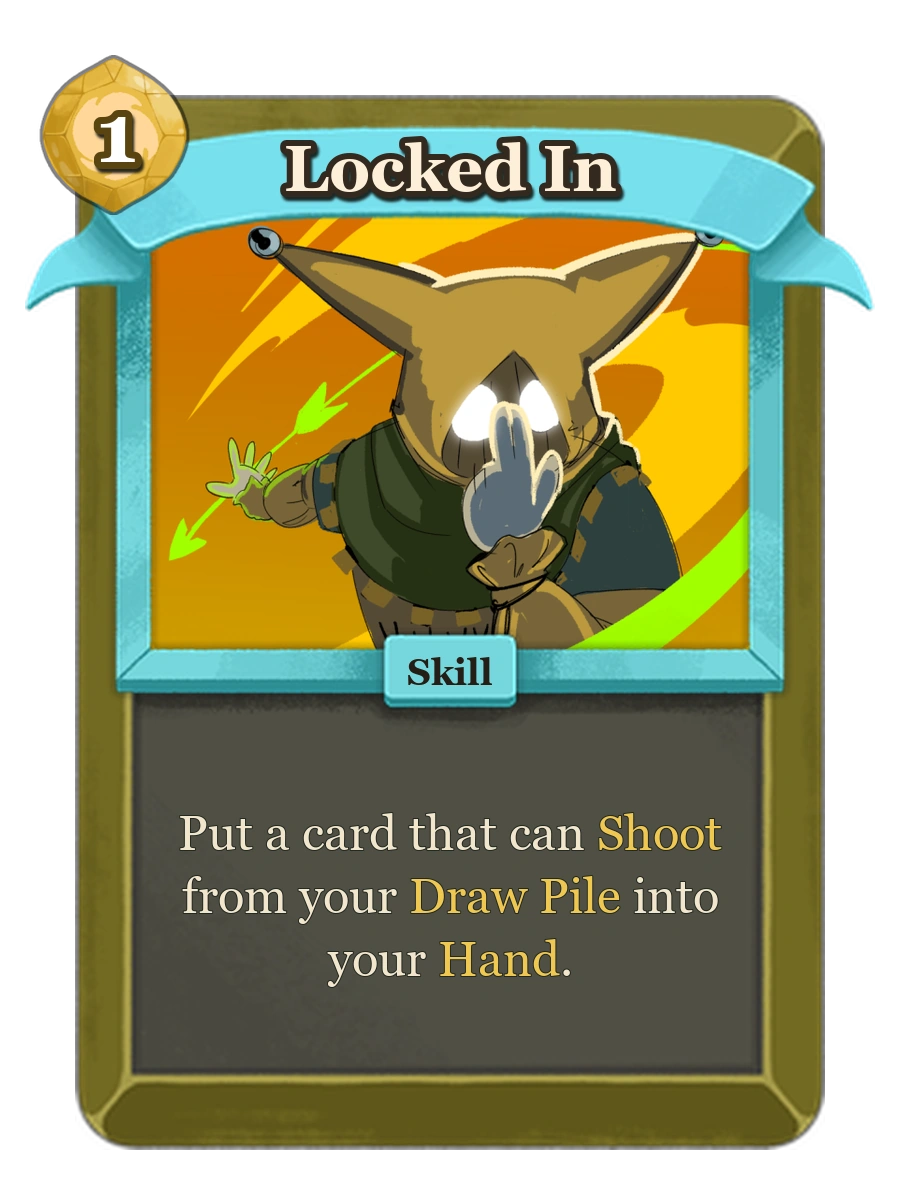 1
Locked In
Skill
Put a card that can Shoot
from your Draw Pile into
your Hand.